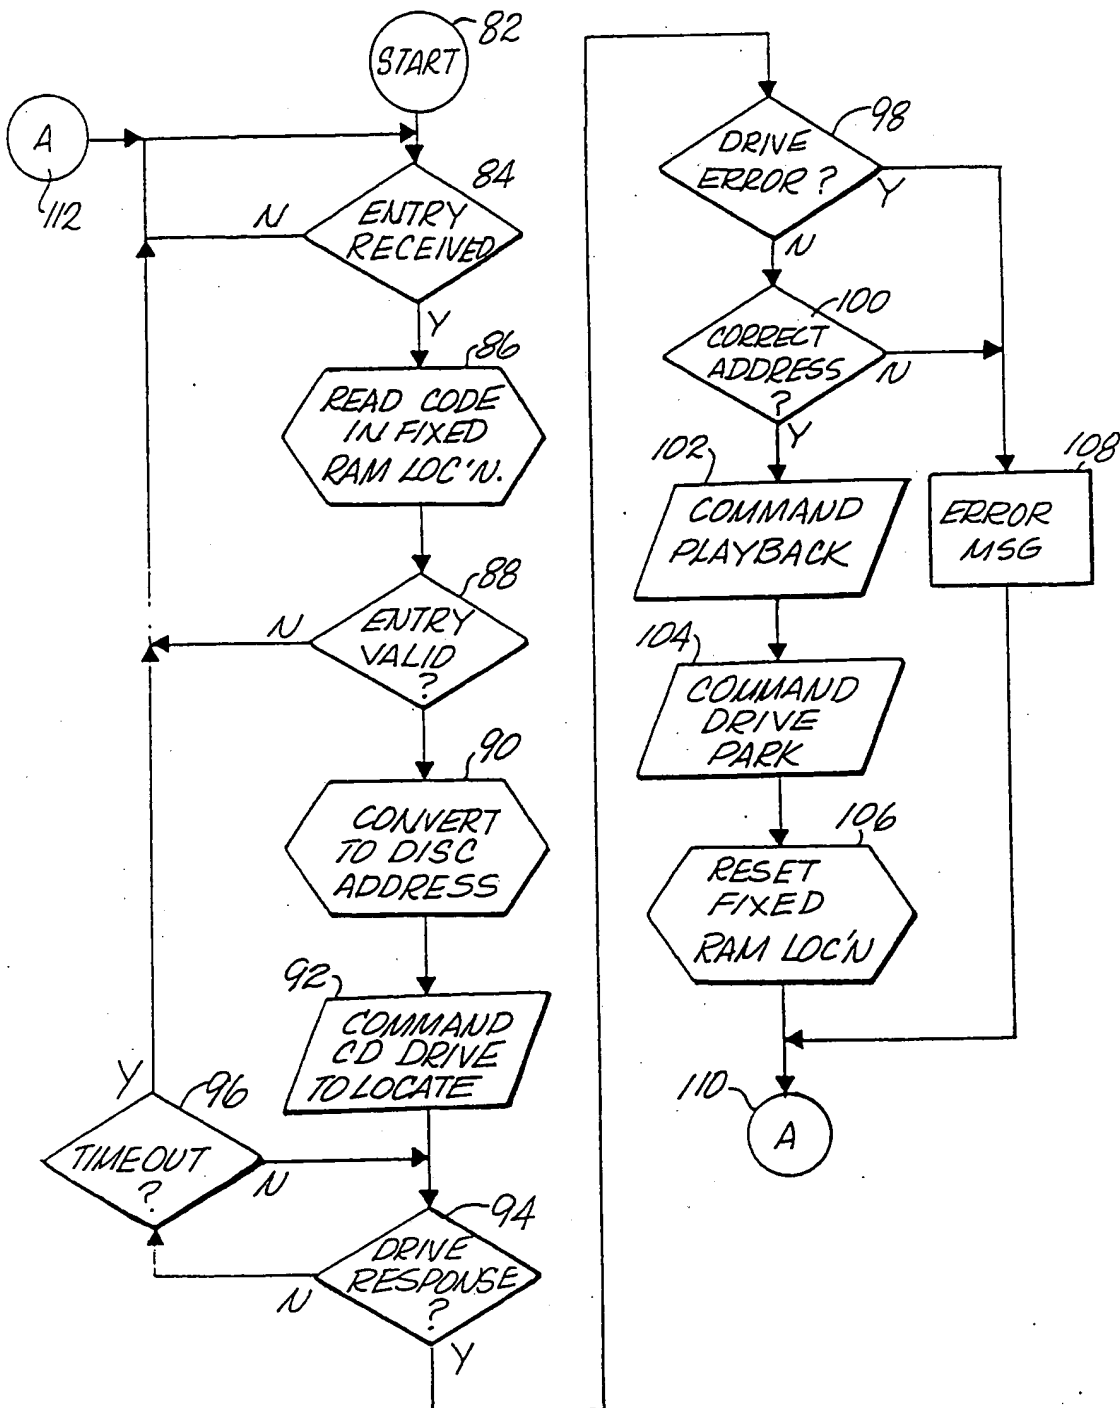 82
START
A
112
84
ENTRY
RECEIVED
N
Y
86
READ CODE
IN FIXED
RAM LOC'N.
88
ENTRY
VALID
?
N
90
CONVERT
TO DISC
ADDRESS
92
COMMAND
CD DRIVE
TO LOCATE
Y
96
TIMEOUT
?
N
94
DRIVE
RESPONSE
?
N
Y
98
DRIVE
ERROR?
Y
N
100
CORRECT
ADDRESS
?
N
Y
102
COMMAND
PLAYBACK
108
ERROR
MSG
104
COMMAND
DRIVE
PARK
106
RESET
FIXED
RAM LOC'N
110
A